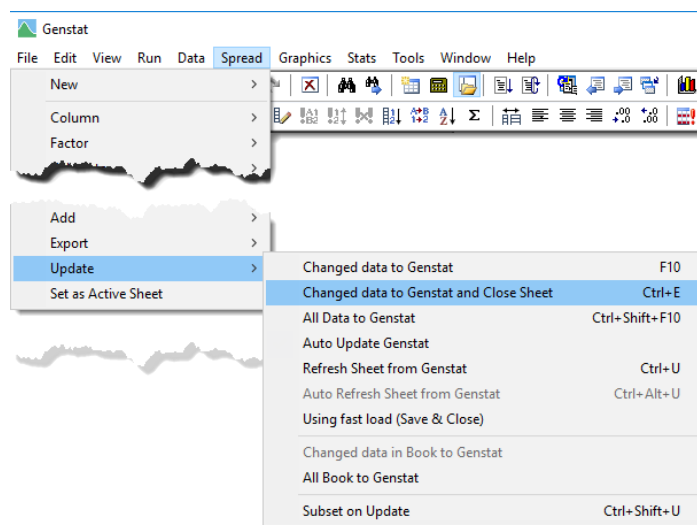 Genstat
File Edit View Run Data Spread Graphics Stats Tools Window Help
New
Column
Factor
Add
Export
Update
Set as Active Sheet
Changed data to Genstat F10
Changed data to Genstat and Close Sheet Ctrl+E
All Data to Genstat Ctrl+Shift+F10
Auto Update Genstat
Refresh Sheet from Genstat Ctrl+U
Auto Refresh Sheet from Genstat Ctrl+Alt+U
Using fast load (Save & Close)
Changed data in Book to Genstat
All Book to Genstat
Subset on Update Ctrl+Shift+U